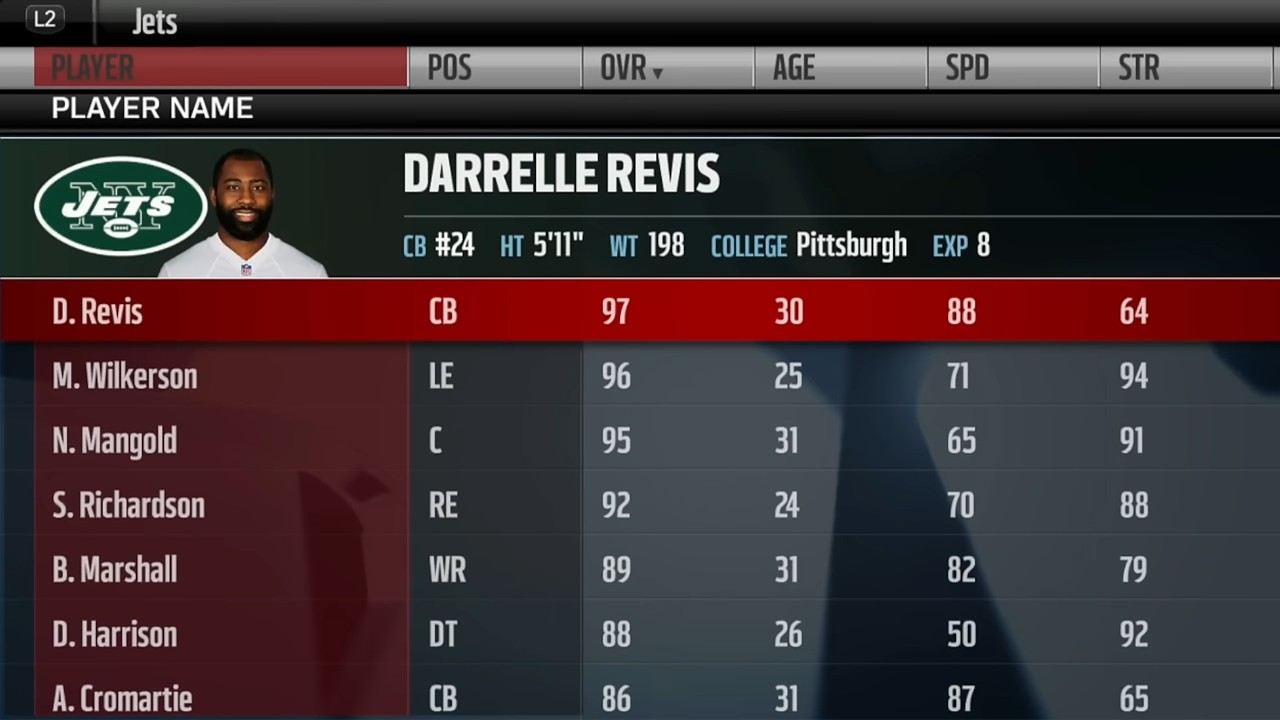 L2 Jets
PLAYER POS OVR▼ AGE SPD STR
PLAYER NAME
NY JETS
DARRELLE REVIS
CB #24 HT 5'11" WT 198 COLLEGE Pittsburgh EXP 8
D. Revis CB 97 30 88 64
M. Wilkerson LE 96 25 71 94
N. Mangold C 95 31 65 91
S. Richardson RE 92 24 70 88
B. Marshall WR 89 31 82 79
D. Harrison DT 88 26 50 92
A. Cromartie CB 86 31 87 65